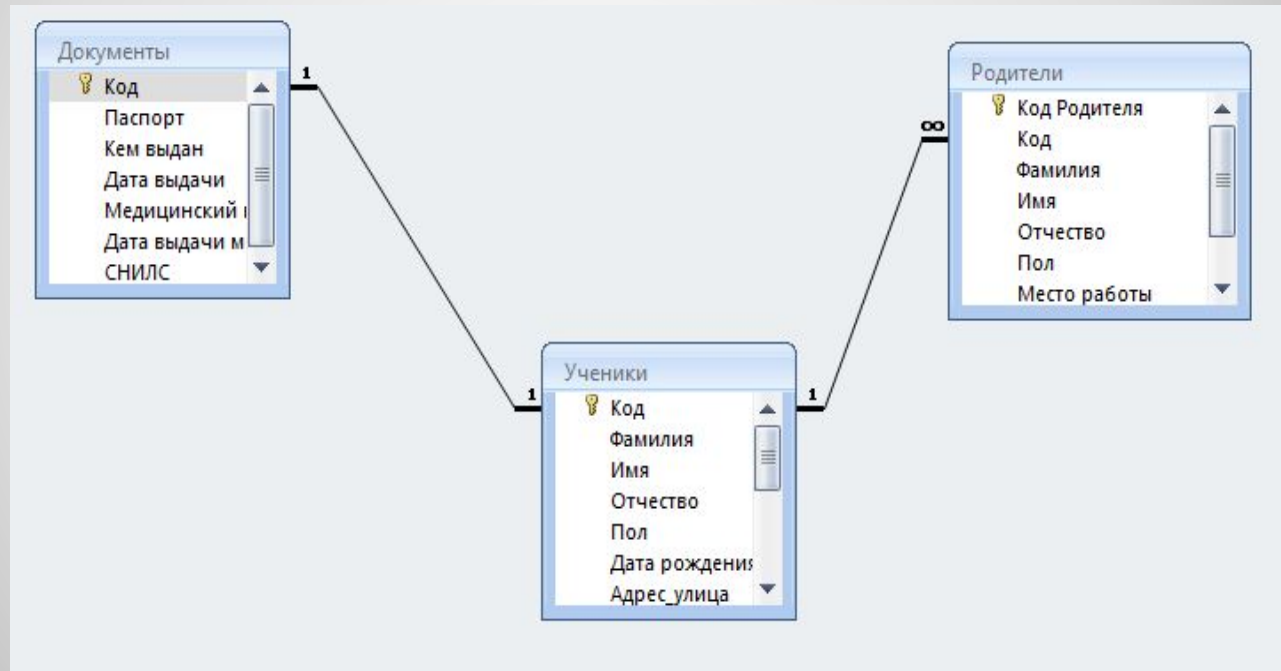 Документы
Код
Паспорт
Кем выдан
Дата выдачи
Медицинский
Дата выдачи м
СНИЛС
1
Родители
Код Родителя
Код
Фамилия
Имя
Отчество
Пол
Место работы
∞
Ученики
Код
Фамилия
Имя
Отчество
Пол
Дата рождения
Адрес_улица
1
1